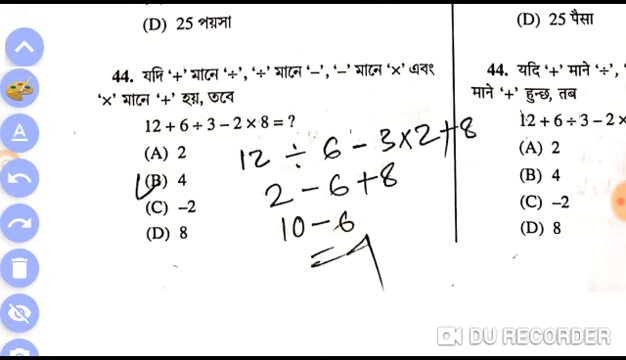 (D) 25 পয়সা
44. যদি ‘+’ মানে ‘÷’, ‘÷’ মানে ‘–’, ‘–’ মানে ‘×’ এবং
‘×’ মানে ‘+’ হয়, তবে
12 + 6 ÷ 3 – 2 × 8 = ?
(A) 2
(B) 4
(C) –2
(D) 8
12 ÷ 6 – 3 × 2 + 8
2 – 6 + 8
10 – 6
= 4
(D) 25 पैसा
44. यदि ‘+’ माने ‘÷’, ‘
माने ‘+’ हुन्छ, तब
12 + 6 ÷ 3 – 2 ×
(A) 2
(B) 4
(C) –2
(D) 8
A
DU RECORDER